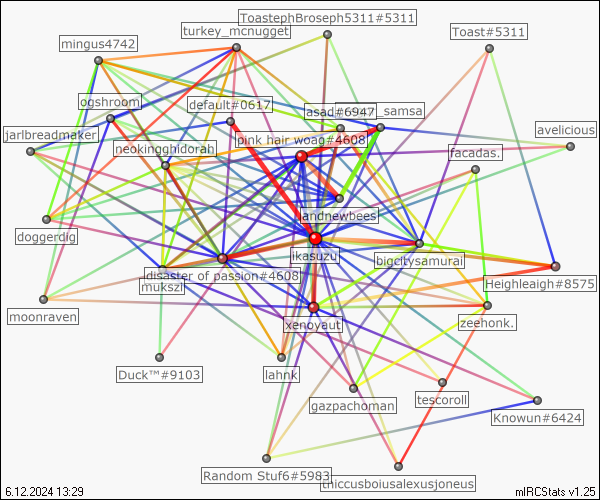 ToastephBroseph5311#5311
turkey_mcnugget
Toast#5311
mingus4742
ogshroom
default#0617
asad#6947
_samsa
jarlbreadmaker
neokingghidorah
pink hair woag#4608
avelicious
facadas.
landnewbees
doggerdig
ikasuzu
bigcitysamurai
disaster of passion#4608
mukszl
Heighleaigh#8575
moonraven
xenoyaut
zeehonk.
Duck™#9103
lahnk
gazpachoman
tescoroll
Knowun#6424
Random Stuf6#5983
thiccusboiusalexusjoneus
6.12.2024 13:29
mIRCStats v1.25